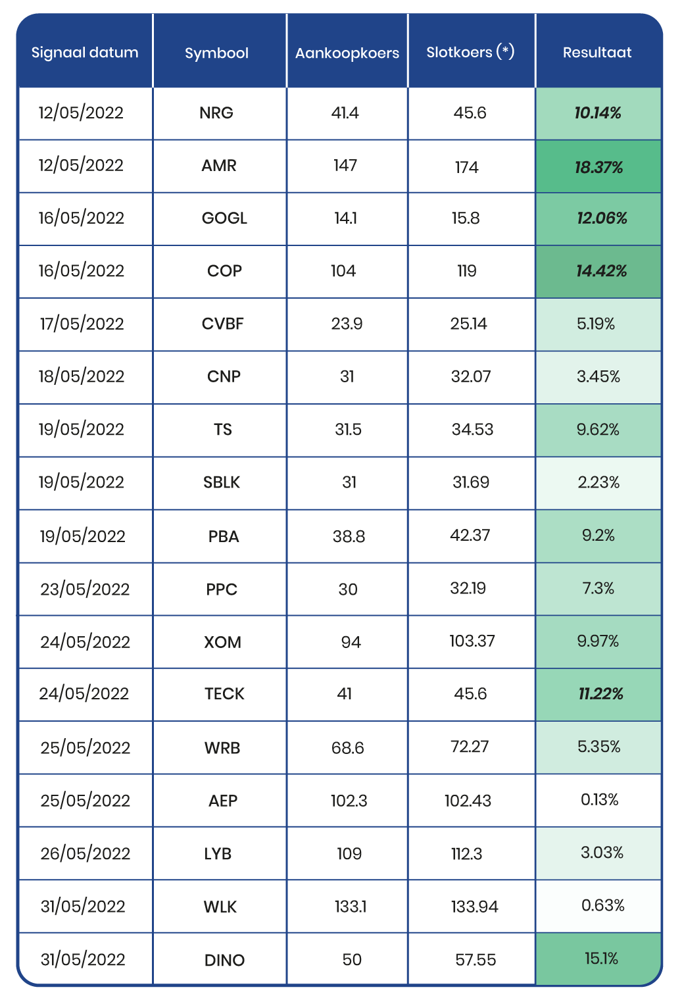 Signaal datum Symbool Aankoopkoers Slotkoers (*) Resultaat
12/05/2022 NRG 41.4 45.6 10.14%
12/05/2022 AMR 147 174 18.37%
16/05/2022 GOGL 14.1 15.8 12.06%
16/05/2022 COP 104 119 14.42%
17/05/2022 CVBF 23.9 25.14 5.19%
18/05/2022 CNP 31 32.07 3.45%
19/05/2022 TS 31.5 34.53 9.62%
19/05/2022 SBLK 31 31.69 2.23%
19/05/2022 PBA 38.8 42.37 9.2%
23/05/2022 PPC 30 32.19 7.3%
24/05/2022 XOM 94 103.37 9.97%
24/05/2022 TECK 41 45.6 11.22%
25/05/2022 WRB 68.6 72.27 5.35%
25/05/2022 AEP 102.3 102.43 0.13%
26/05/2022 LYB 109 112.3 3.03%
31/05/2022 WLK 133.1 133.94 0.63%
31/05/2022 DINO 50 57.55 15.1%